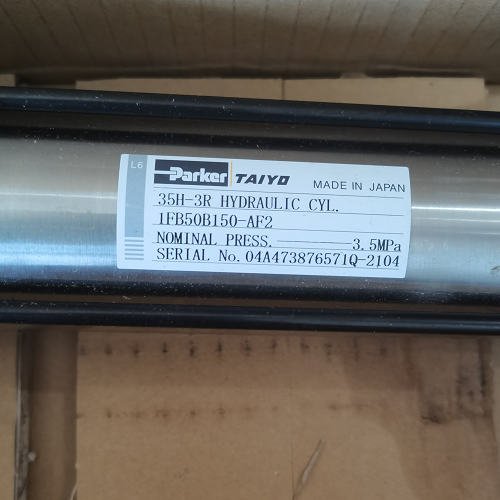 L6
Parker TAIYO MADE IN JAPAN
35H-3R HYDRAULIC CYL.
1FB50B150-AF2
NOMINAL PRESS. 3.5MPa
SERIAL No. 04A473876571Q-2104